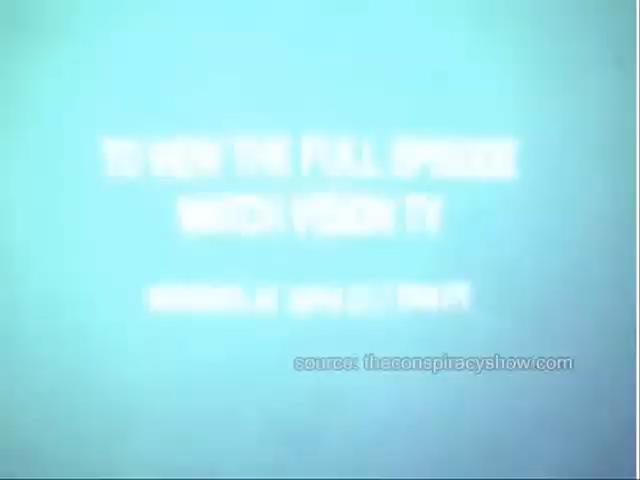 TO VIEW THE FULL EPISODE
WATCH VISION TV
source: theconspiracyshow.com